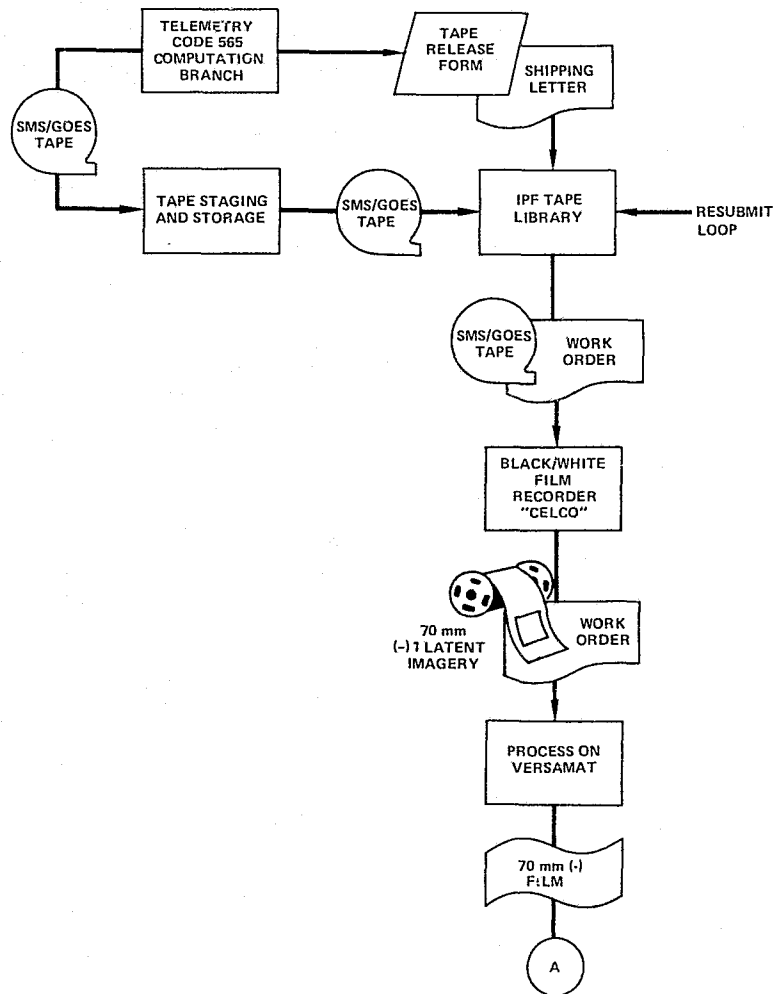 TELEMETRY
CODE 565
COMPUTATION
BRANCH
TAPE
RELEASE
FORM
SHIPPING
LETTER
SMS/GOES
TAPE
TAPE STAGING
AND STORAGE
SMS/GOES
TAPE
IPF TAPE
LIBRARY
RESUBMIT
LOOP
SMS/GOES
TAPE
WORK
ORDER
BLACK/WHITE
FILM
RECORDER
"CELCO"
70 mm
(-) 1 LATENT
IMAGERY
WORK
ORDER
PROCESS ON
VERSAMAT
70 mm (-)
FILM
A